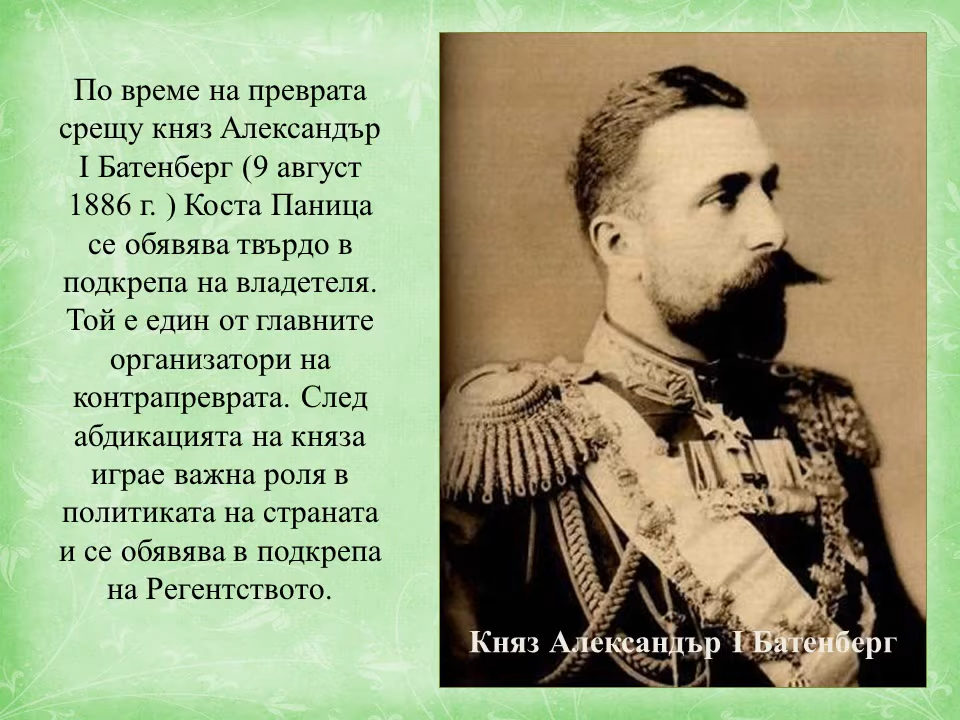 По време на преврата
срещу княз Александър
I Батенберг (9 август
1886 г. ) Коста Паница
се обявява твърдо в
подкрепа на владетеля.
Той е един от главните
организатори на
контрапреврата. След
абдикацията на княза
играе важна роля в
политиката на страната
и се обявява в подкрепа
на Регентството.
Княз Александър I Батенберг